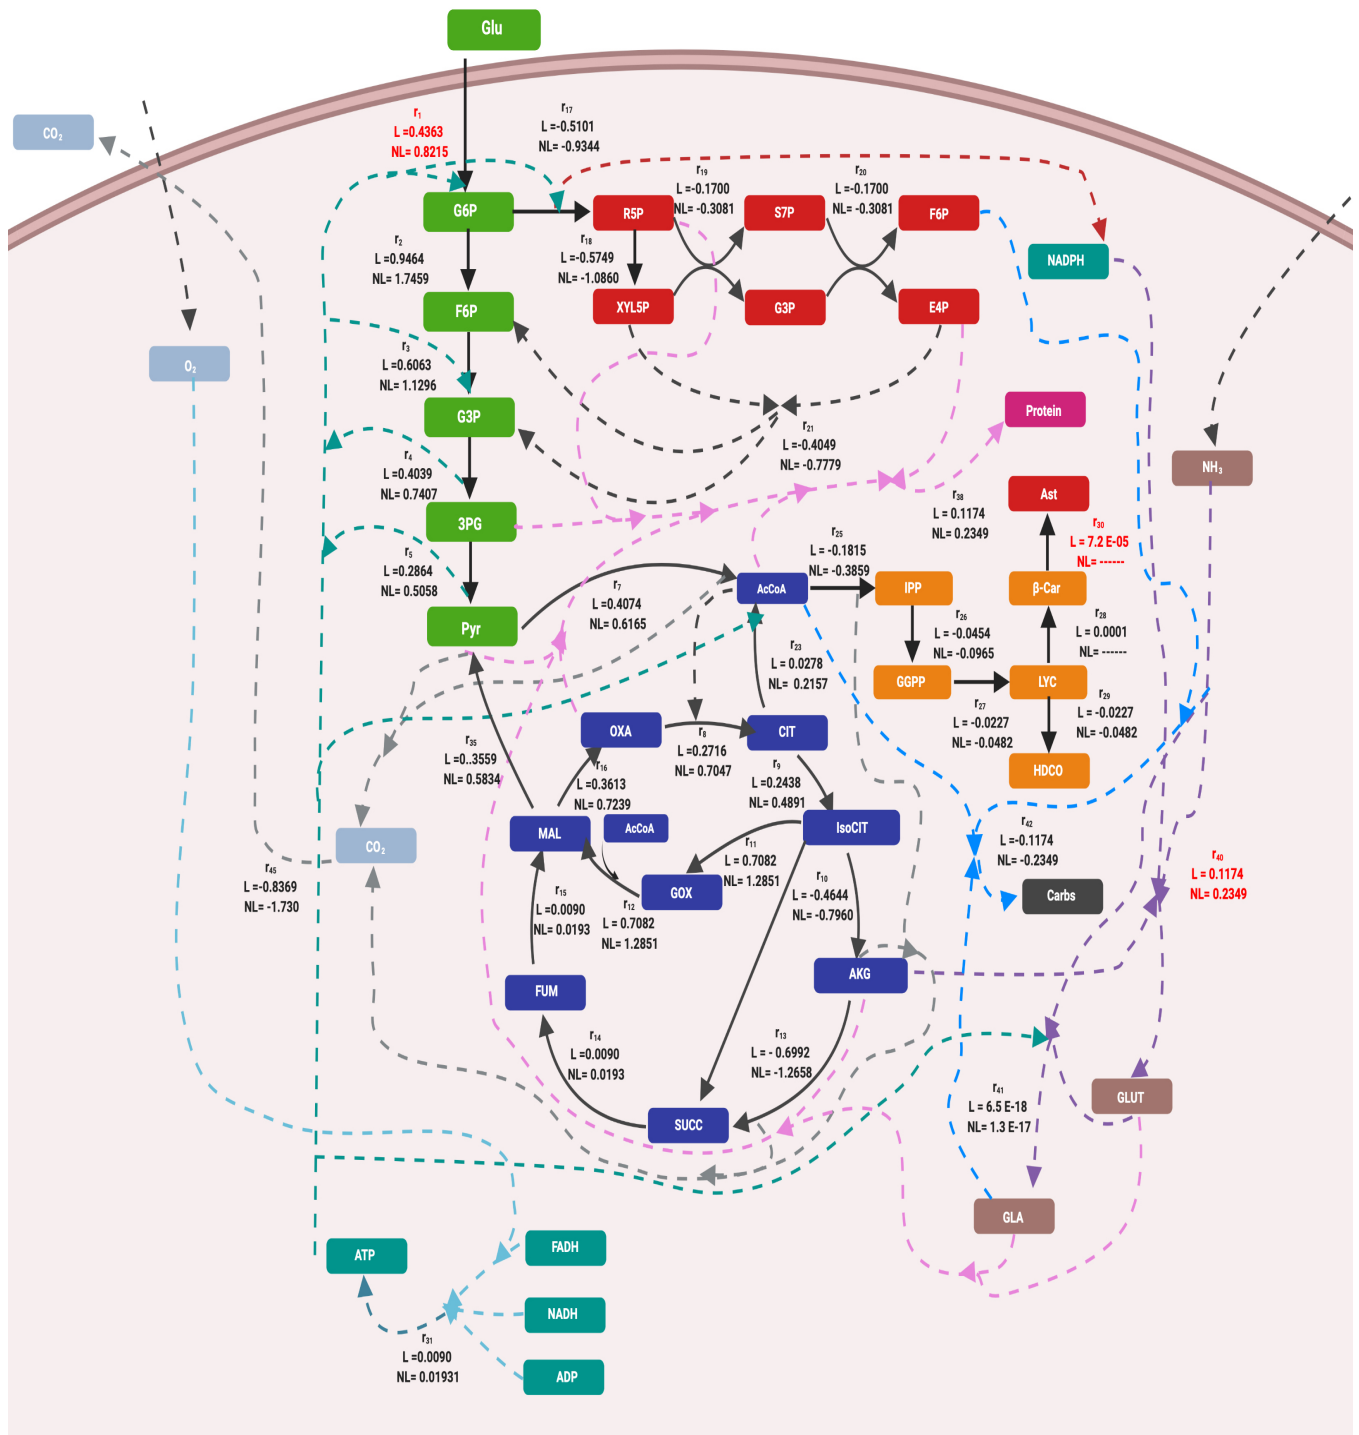 Glu
r1
L =0.4363
NL= 0.8215
r17
L =-0.5101
NL= -0.9344
CO2
r19
L =-0.1700
NL= -0.3081
r20
L =-0.1700
NL= -0.3081
G6P
R5P
S7P
F6P
r2
L =0.9464
NL= 1.7459
r18
L =-0.5749
NL= -1.0860
NADPH
F6P
XYL5P
G3P
E4P
O2
r3
L =0.6063
NL= 1.1296
G3P
Protein
r21
L =-0.4049
NL= -0.7779
r4
L =0.4039
NL= 0.7407
NH3
3PG
Ast
r38
L = 0.1174
NL= 0.2349
r30
L = 7.2 E-05
NL= ------
r5
L =0.2864
NL= 0.5058
r25
L = -0.1815
NL= -0.3859
r7
L =0.4074
NL= 0.6165
AcCoA
IPP
β-Car
Pyr
r26
L = -0.0454
NL= -0.0965
r28
L = 0.0001
NL= ------
r23
L = 0.0278
NL= 0.2157
GGPP
LYC
r27
L = -0.0227
NL= -0.0482
r29
L = -0.0227
NL= -0.0482
OXA
CIT
r8
L =0.2716
NL= 0.7047
r35
L =0..3559
NL= 0.5834
r16
L =0.3613
NL= 0.7239
r9
L =0.2438
NL= 0.4891
HDCO
MAL
AcCoA
IsoCIT
CO2
r42
L =-0.1174
NL= -0.2349
r11
L = 0.7082
NL= 1.2851
r45
L =-0.8369
NL= -1.730
r10
L = -0.4644
NL= -0.7960
r40
L = 0.1174
NL= 0.2349
GOX
Carbs
r15
L =0.0090
NL= 0.0193
r12
L = 0.7082
NL= 1.2851
FUM
AKG
r14
L =0.0090
NL= 0.0193
r13
L = - 0.6992
NL= -1.2658
r41
L = 6.5 E-18
NL= 1.3 E-17
GLUT
SUCC
GLA
ATP
FADH
NADH
r31
L =0.0090
NL= 0.01931
ADP